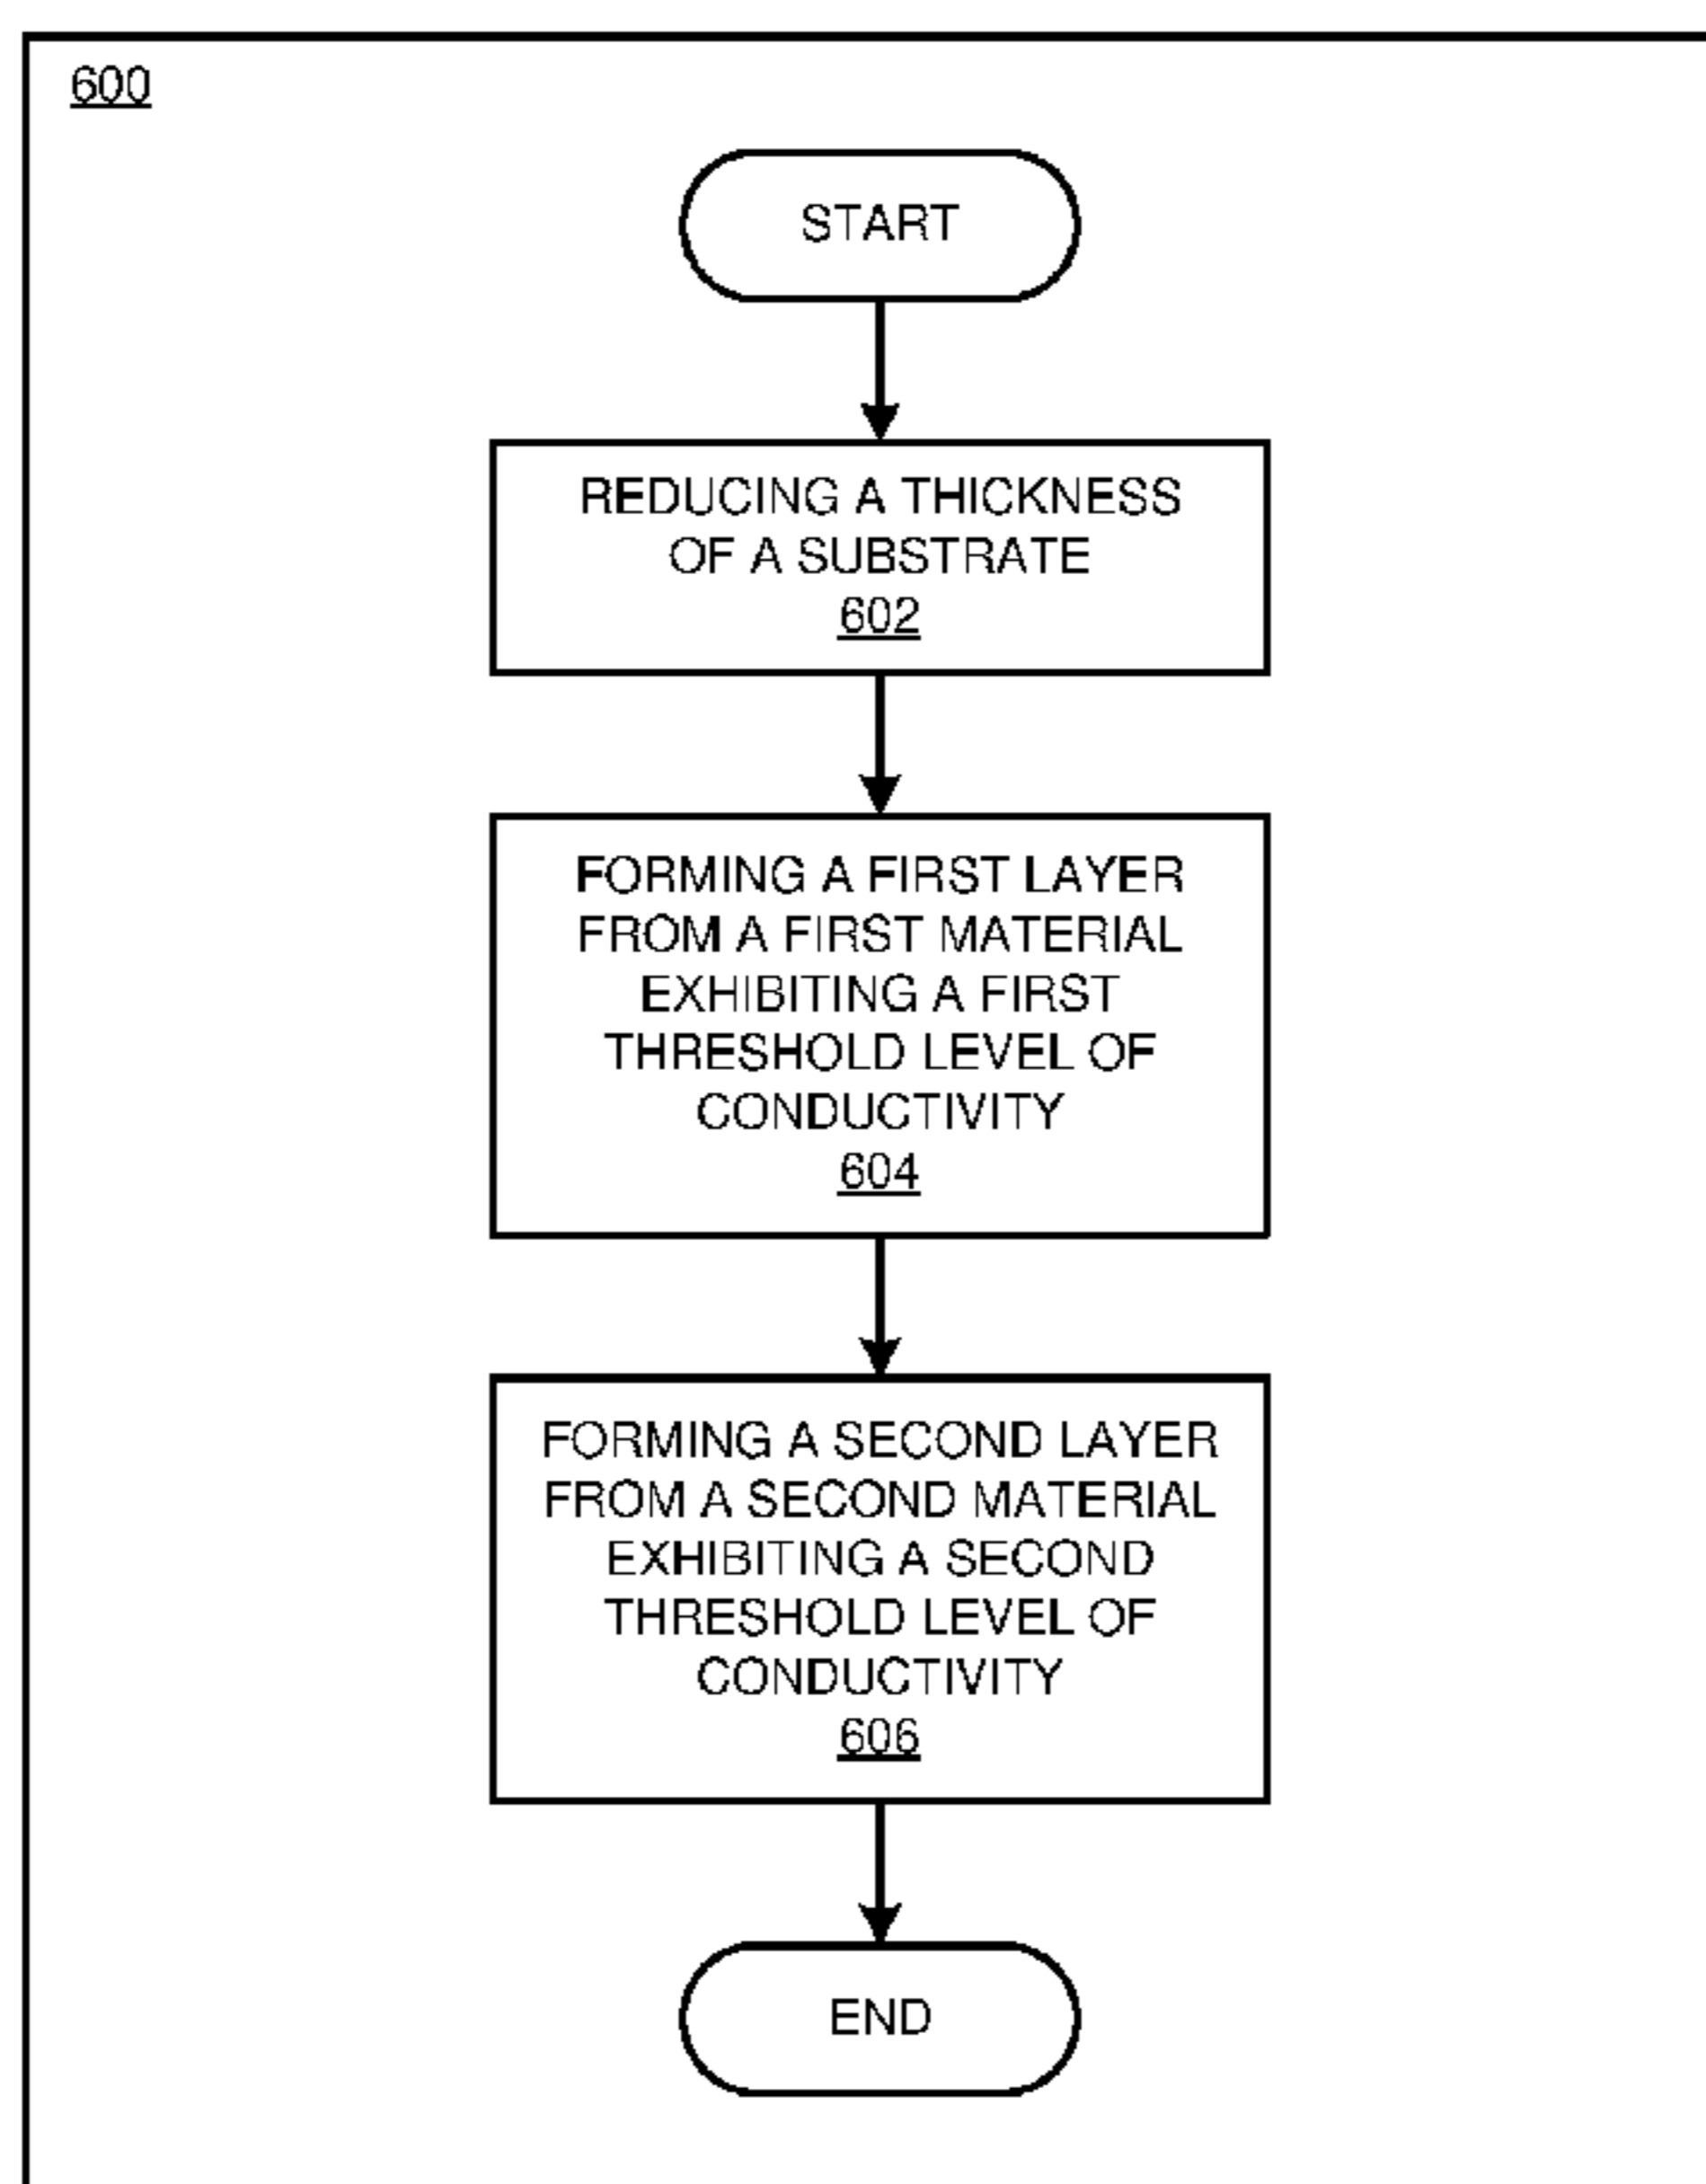 600
START
REDUCING A THICKNESS
OF A SUBSTRATE
602
FORMING A FIRST LAYER
FROM A FIRST MATERIAL
EXHIBITING A FIRST
THRESHOLD LEVEL OF
CONDUCTIVITY
604
FORMING A SECOND LAYER
FROM A SECOND MATERIAL
EXHIBITING A SECOND
THRESHOLD LEVEL OF
CONDUCTIVITY
606
END